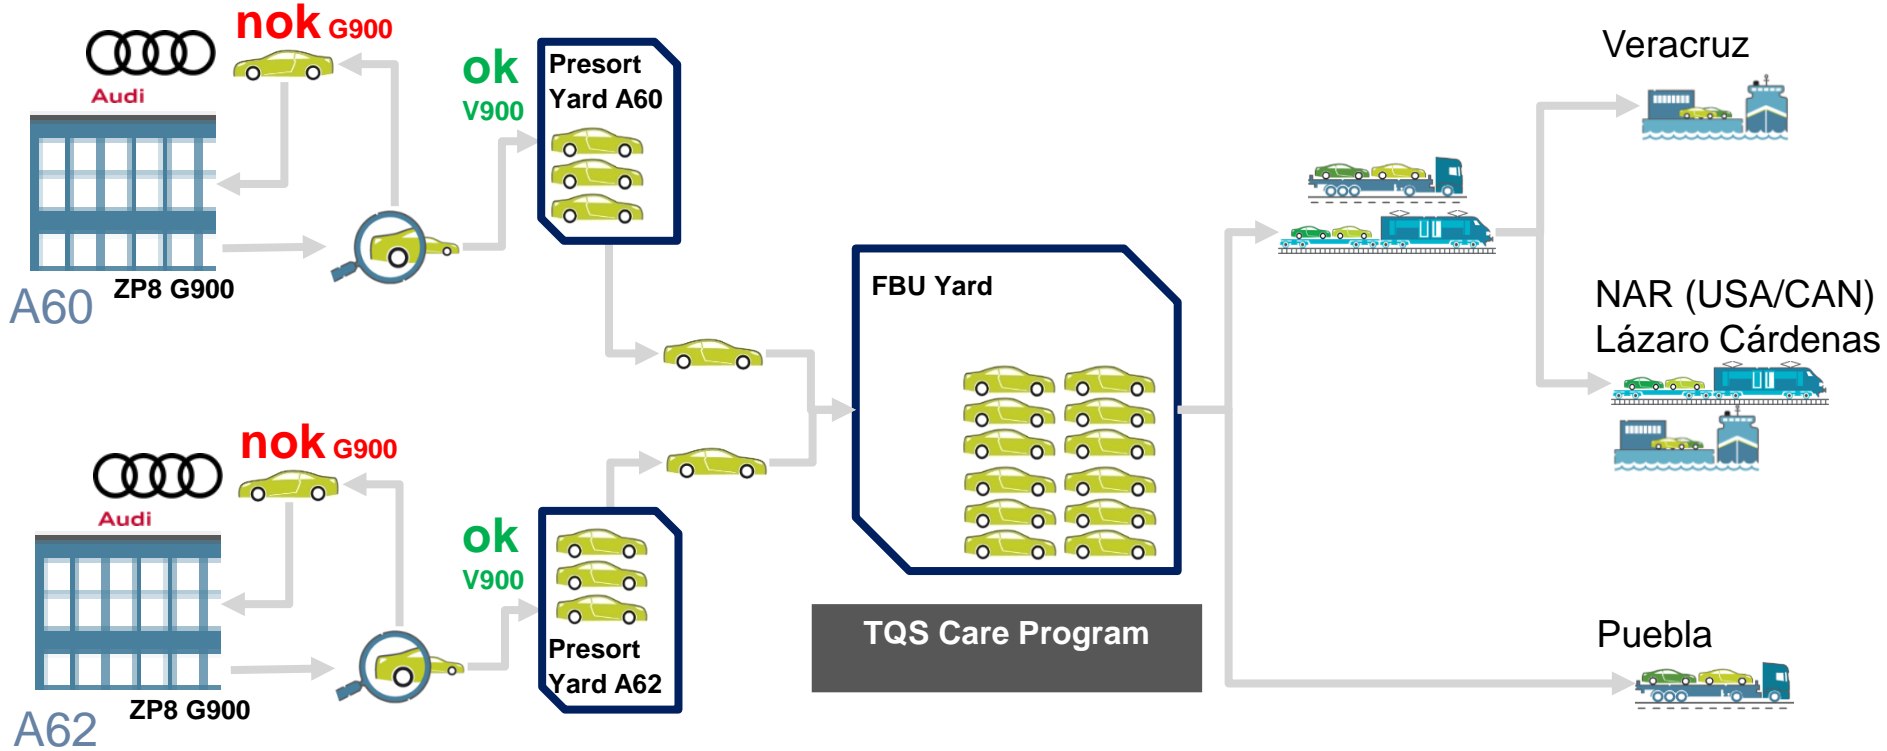 nok G900
Audi
ZP8 G900
A60
ok
V900
Presort
Yard A60
nok G900
Audi
ZP8 G900
A62
ok
V900
Presort
Yard A62
FBU Yard
TQS Care Program
Veracruz
NAR (USA/CAN)
Lázaro Cárdenas
Puebla